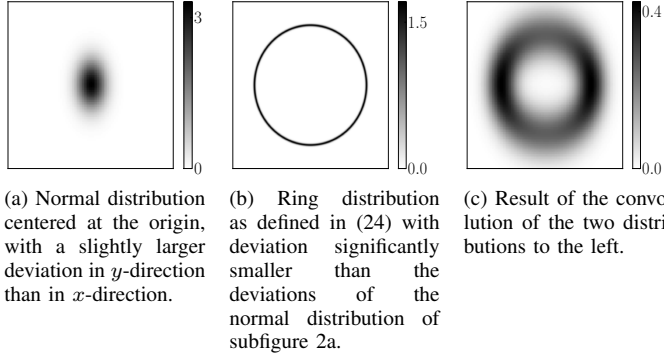 3
0
1.5
0.0
0.4
0.0
(a) Normal distribution
centered at the origin,
with a slightly larger
deviation in y-direction
than in x-direction.
(b) Ring distribution
as defined in (24) with
deviation significantly
smaller than the
deviations of the
normal distribution of
subfigure 2a.
(c) Result of the convo-
lution of the two distri-
butions to the left.